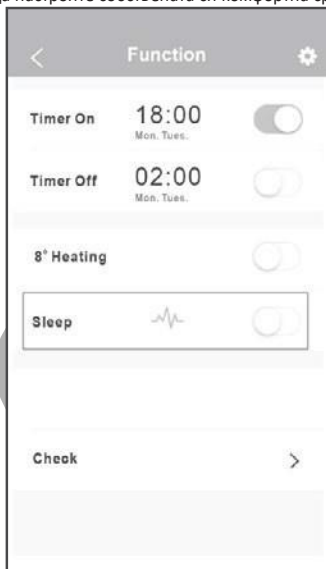 Function
Timer On 18:00
Mon. Tues.
Timer Off 02:00
Mon. Tues.
8° Heating
Sleep
Check